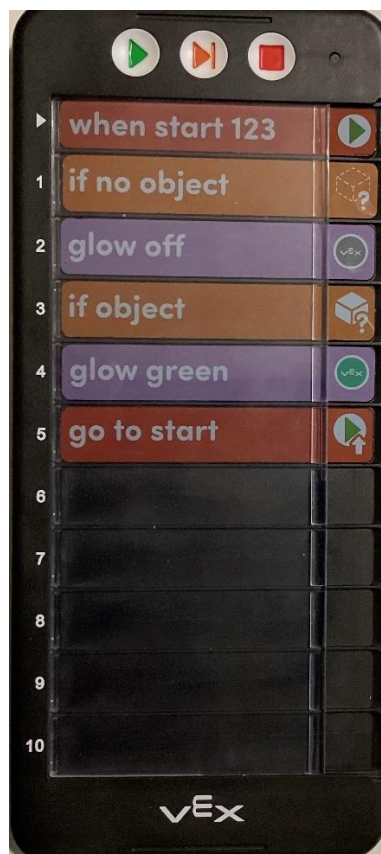 when start 123
1 if no object
2 glow off
3 if object
4 glow green
5 go to start
6
7
8
9
10
VEX